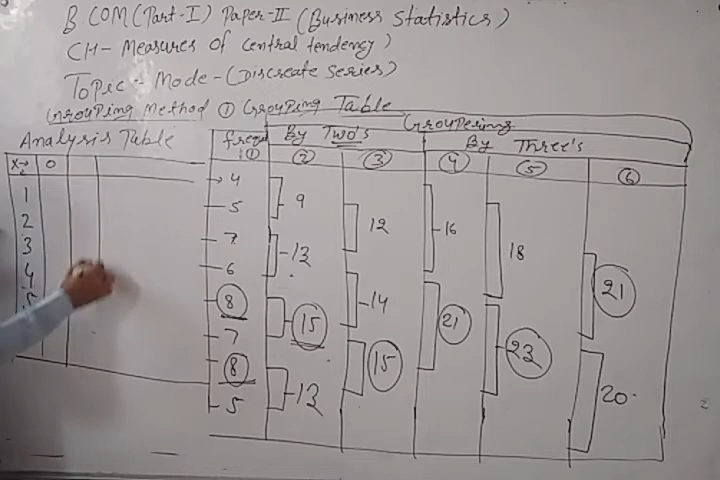 B COM (Part-I) Paper-II (Business Statistics)
CH- Measures of Central tendency)
Topic - Mode - (Discreate Series)
Grouping Method ① Grouping Table
Groupering
Analysis Table
frequ By Two's By Three's
① ② ③ ④ ⑤ ⑥
X→ 0
1
2
3
4
5
4
5 9 12 16
7 13 18
6 21
8 15 14 21
7 23
8 13 15
5 20